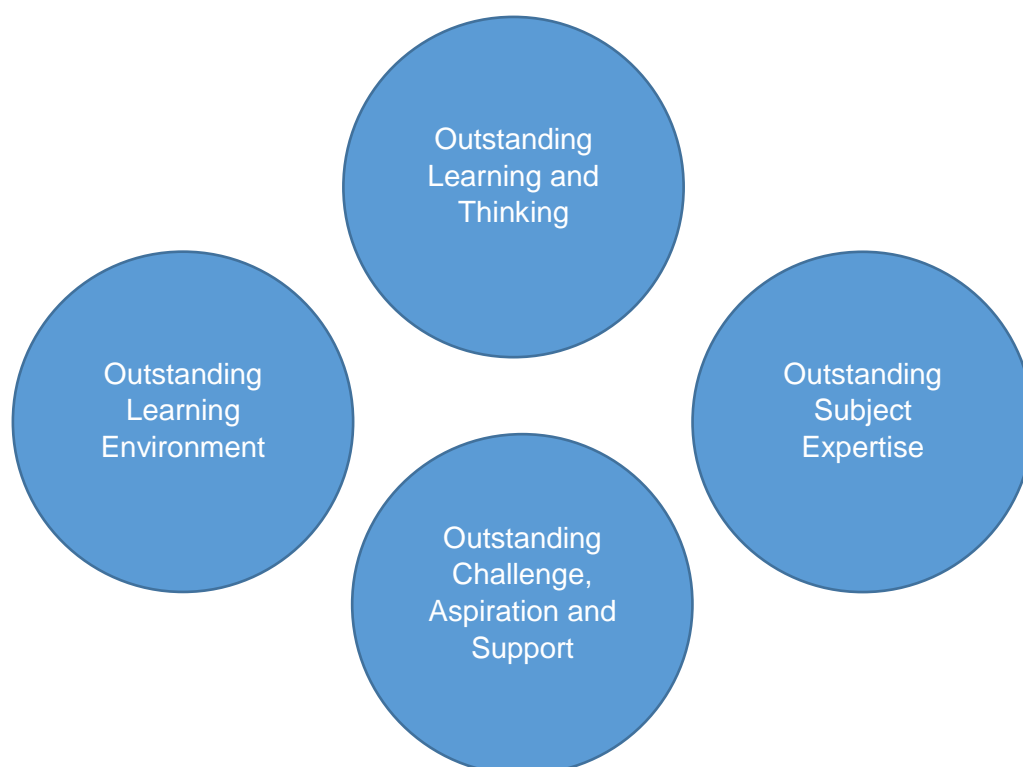 Outstanding
Learning and
Thinking
Outstanding
Learning
Environment
Outstanding
Subject
Expertise
Outstanding
Challenge,
Aspiration and
Support